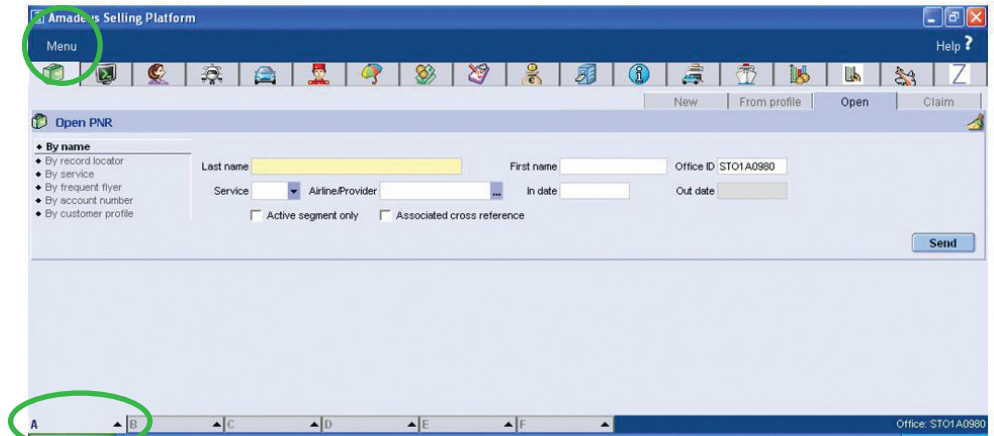 Amadeus Selling Platform
Menu
Help ?
New From profile Open Claim
Open PNR
By name
By record locator
By service
By frequent flyer
By account number
By customer profile
Last name First name Office ID STO1A0980
Service Airline/Provider ... In date Out date
Active segment only Associated cross reference
Send
A B C D E F Office: STO1A0980